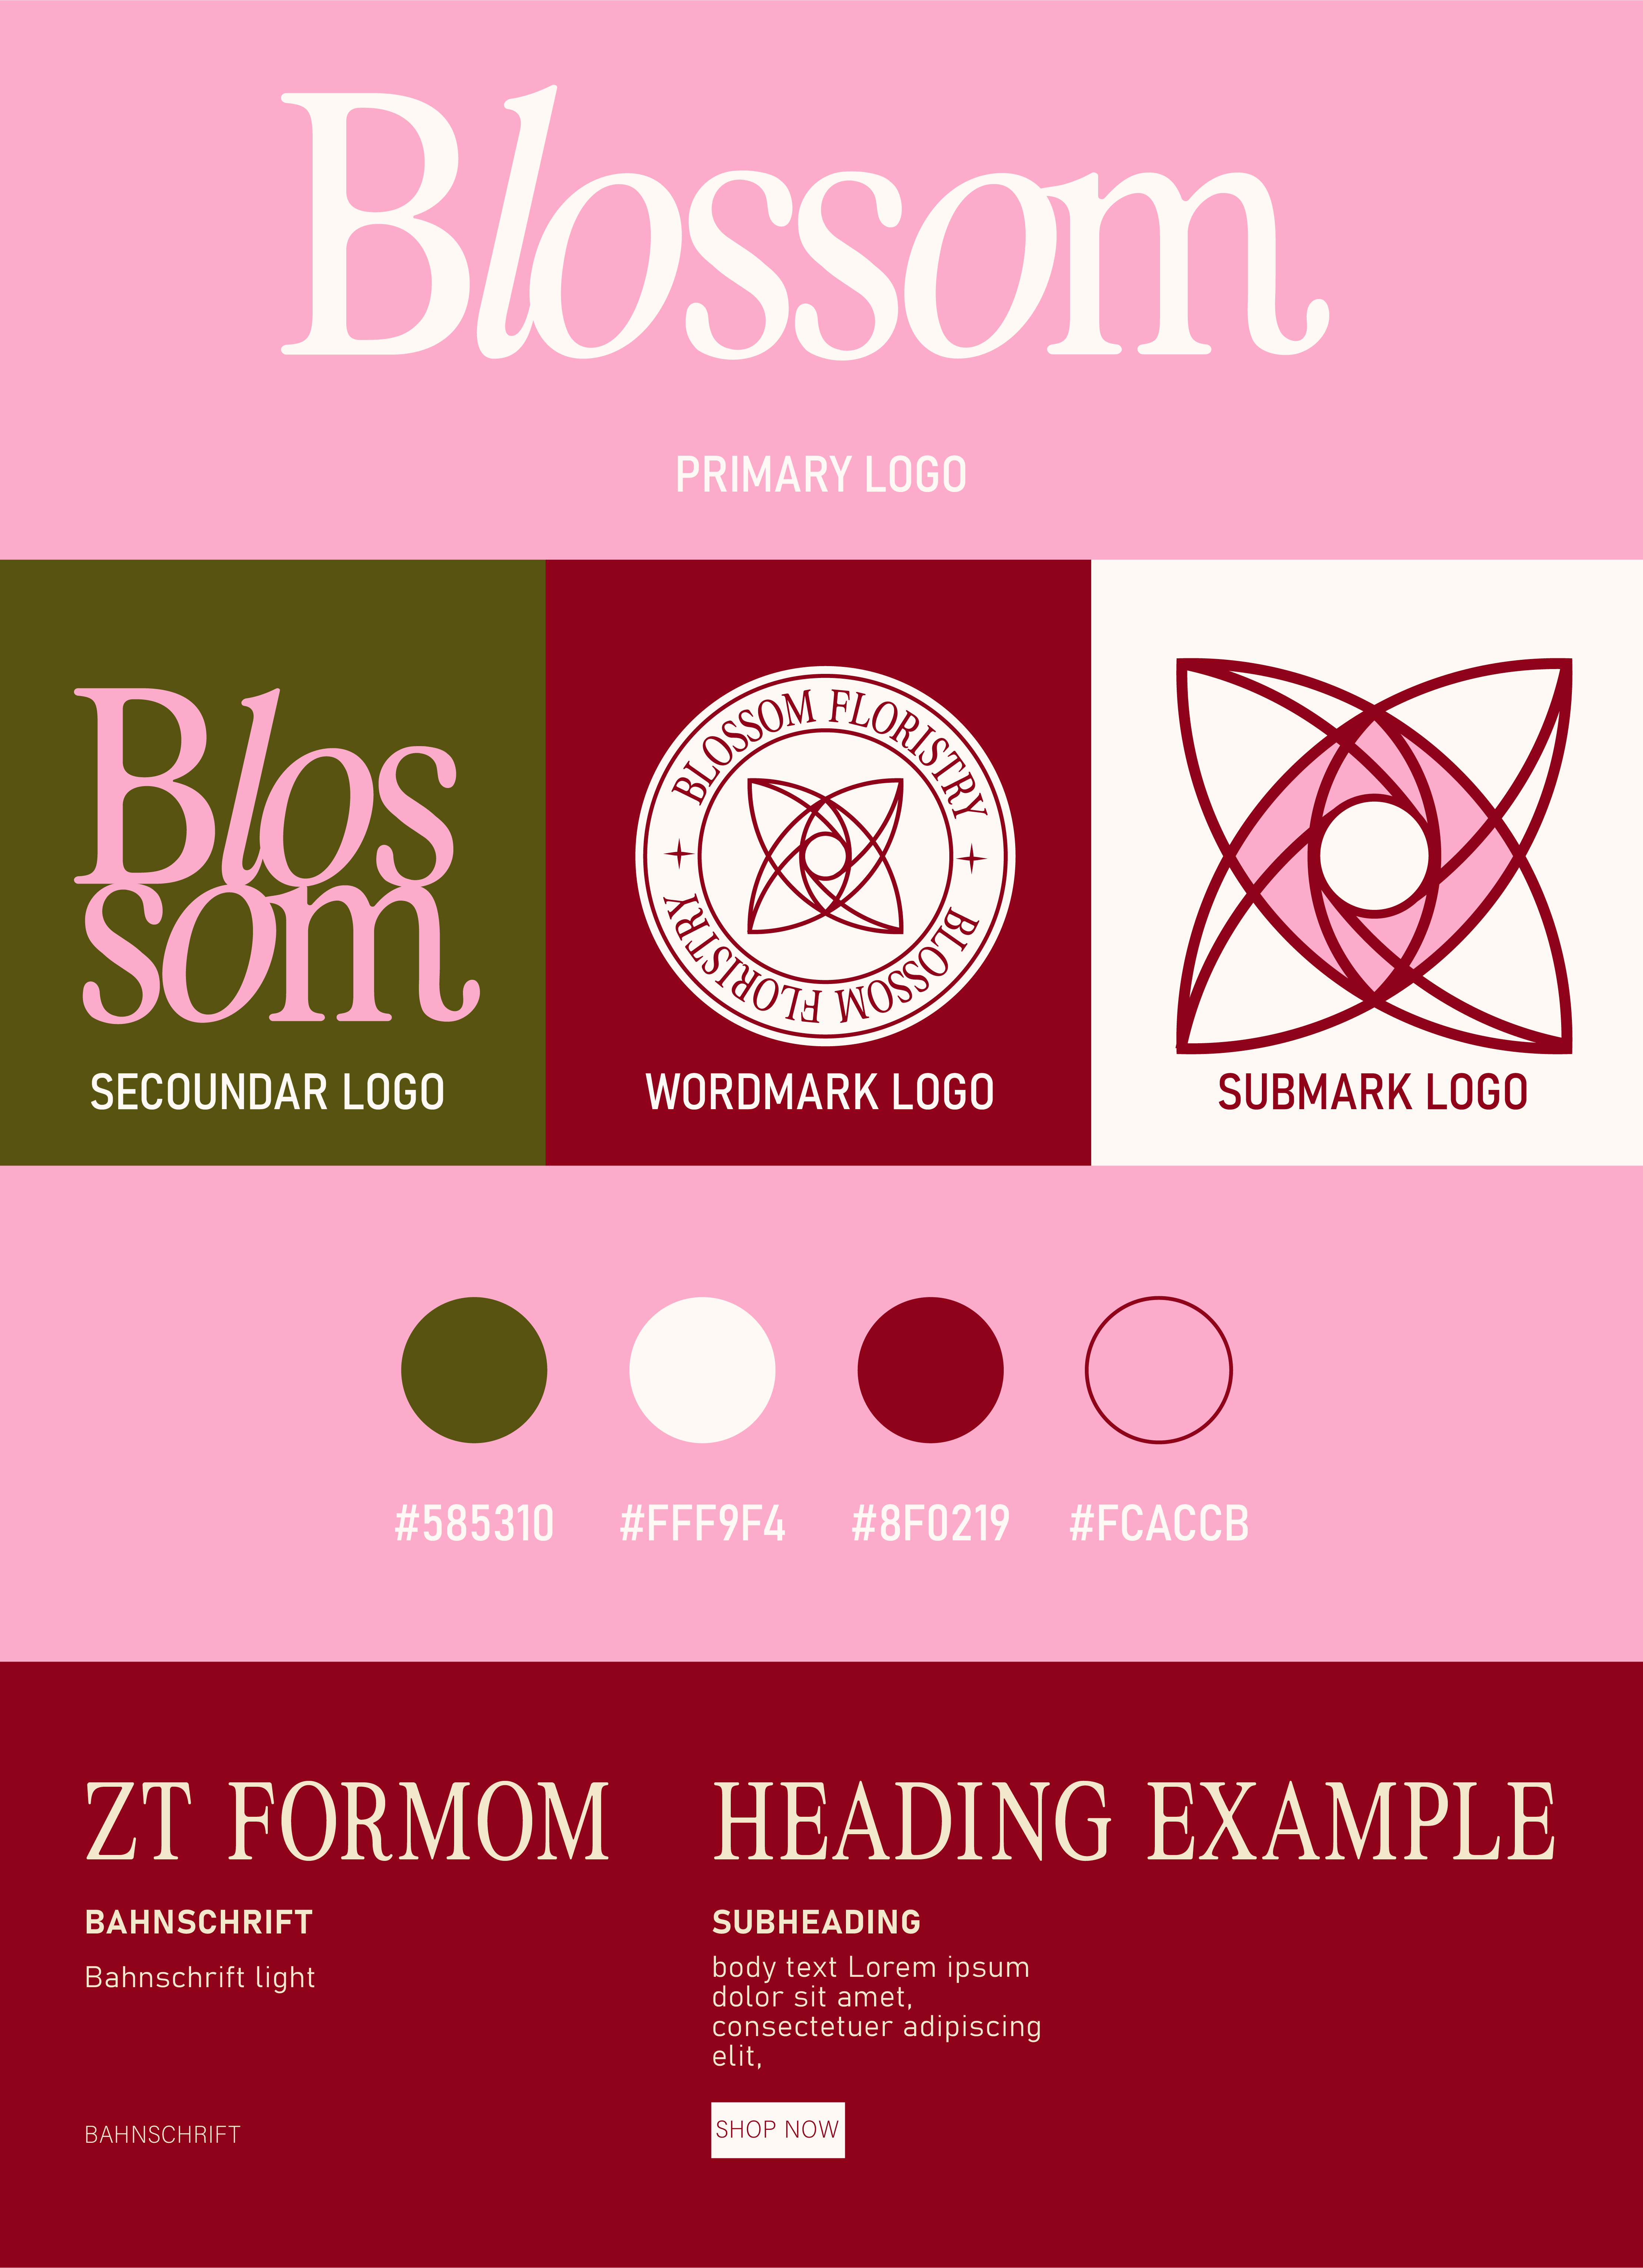 Blossom
PRIMARY LOGO
Blos
som
SECOUNDAR LOGO
BLOSSOM FLORISTRY
BLOSSOM FLORISTRY
WORDMARK LOGO
SUBMARK LOGO
#585310
#FFF9F4
#8F0219
#FCACCB
ZT FORMOM
BAHNSCHRIFT
Bahnschrift light
BAHNSCHRIFT
HEADING EXAMPLE
SUBHEADING
body text Lorem ipsum
dolor sit amet,
consectetuer adipiscing
elit,
SHOP NOW